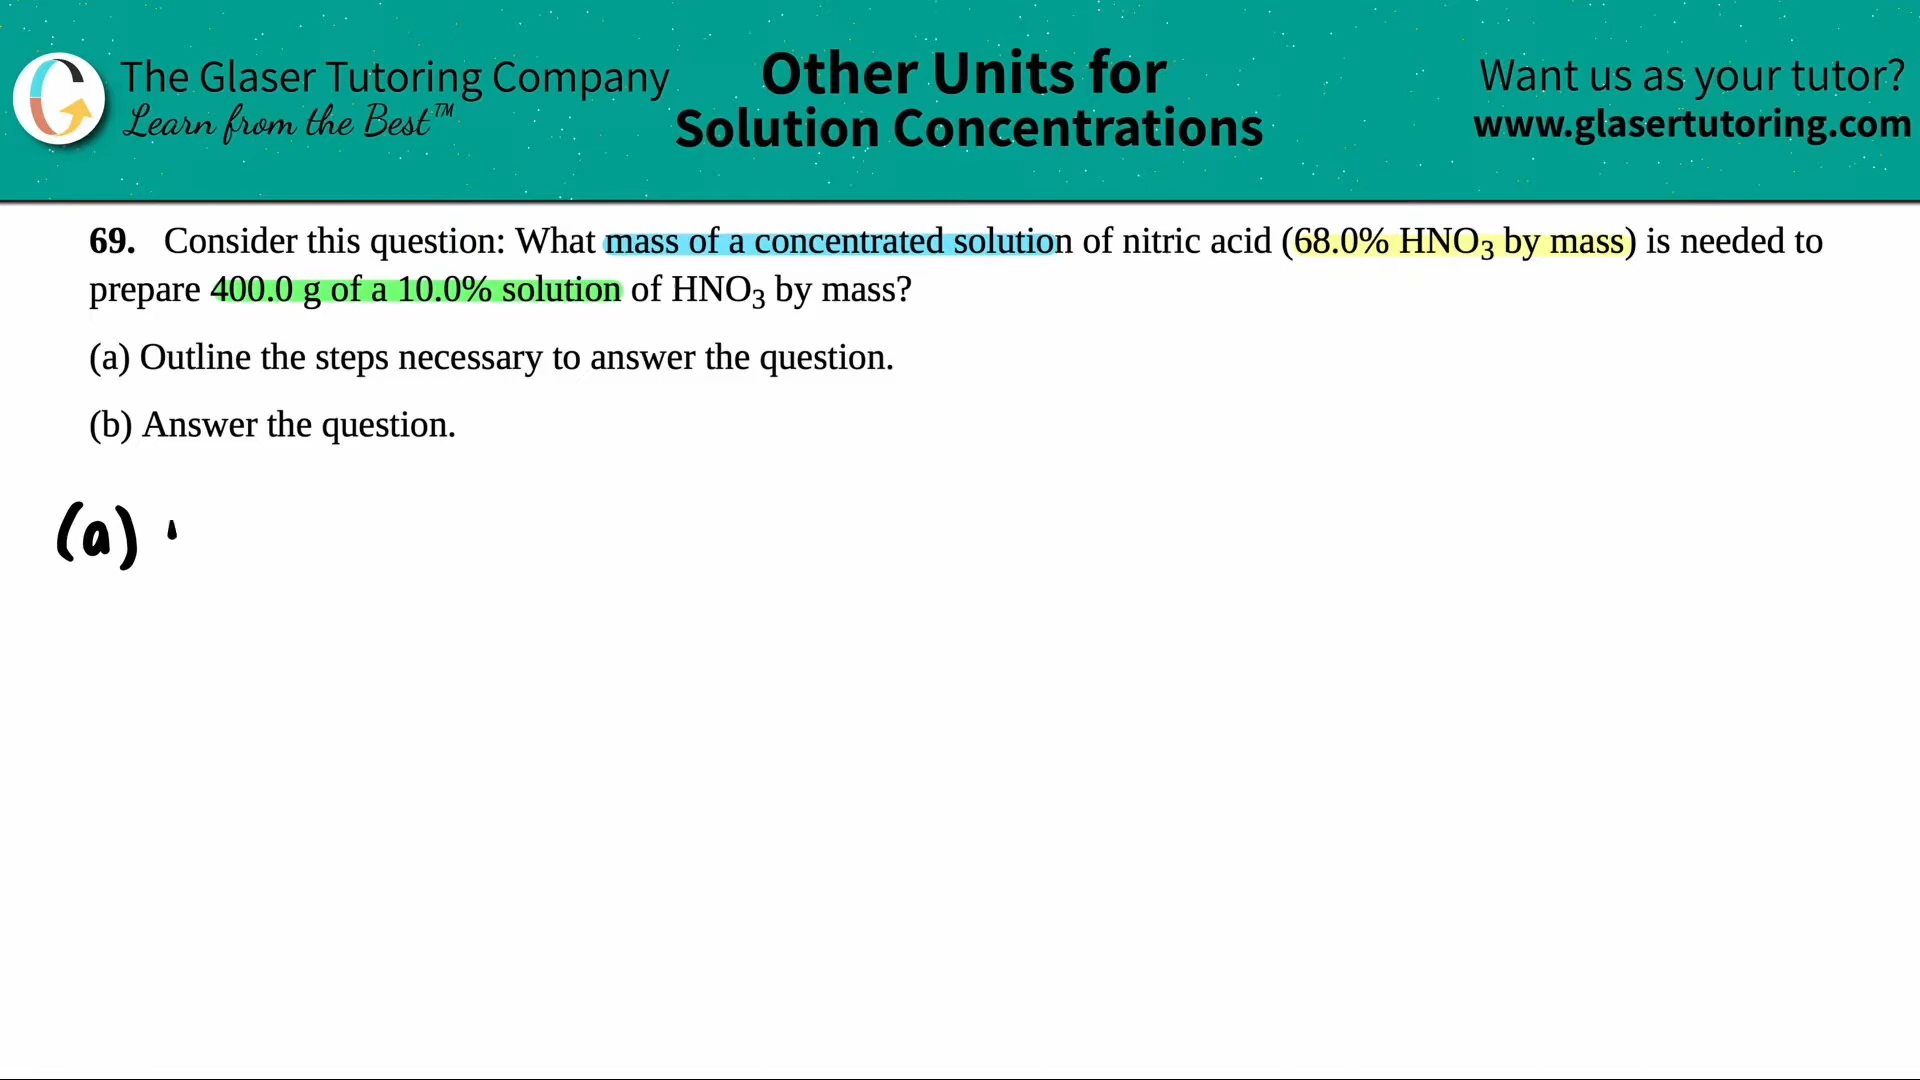 The Glaser Tutoring Company
Learn from the Best™
Other Units for
Solution Concentrations
Want us as your tutor?
www.glasertutoring.com
69. Consider this question: What mass of a concentrated solution of nitric acid (68.0% HNO₃ by mass) is needed to
prepare 400.0 g of a 10.0% solution of HNO₃ by mass?
(a) Outline the steps necessary to answer the question.
(b) Answer the question.
(a)